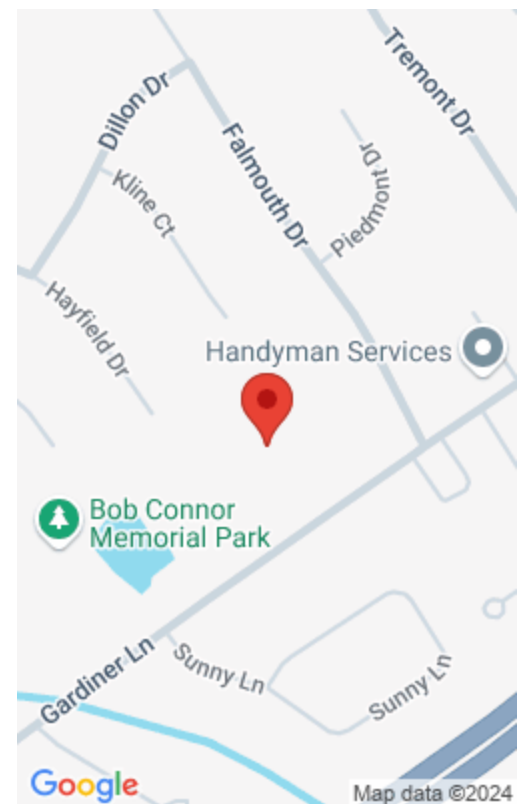 Tremont Dr
Dillon Dr
Falmouth Dr
Kline Ct
Piedmont Dr
Hayfield Dr
Handyman Services
Bob Connor
Memorial Park
Gardiner Ln
Sunny Ln
Sunny Ln
Google
Map data ©2024